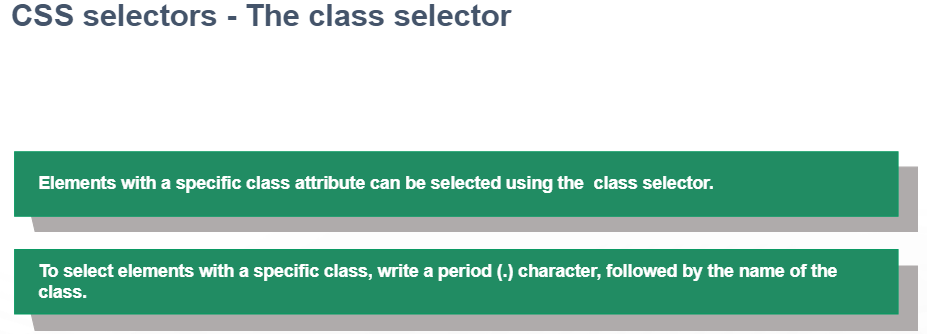 CSS selectors - The class selector
Elements with a specific class attribute can be selected using the  class selector.
To select elements with a specific class, write a period (.) character, followed by the name of the
class.